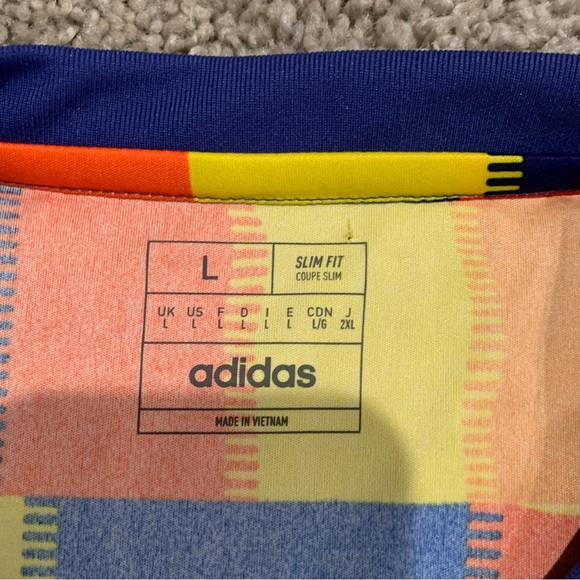 L
SLIM FIT
COUPE SLIM
UK US F D I E CDN J
L L L L L L L/G 2XL
adidas
MADE IN VIETNAM